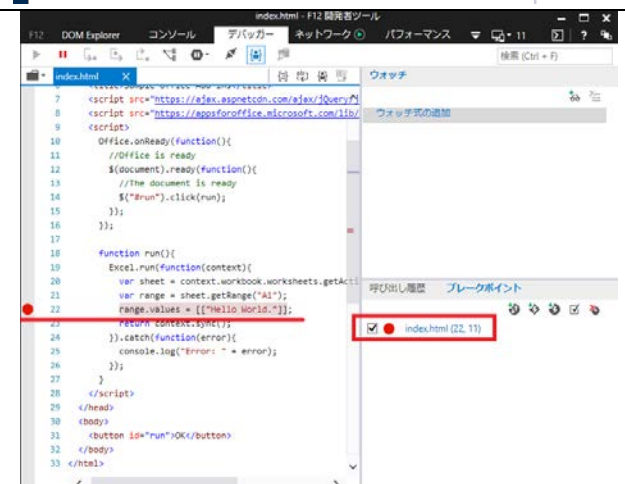 index.html - F12 開発者ツール
F12 DOM Explorer コンソール デバッガー ネットワーク パフォーマンス 11 ?
検索 (Ctrl + F)
index.html X
ウォッチ
ウォッチ式の追加
7 <script src="https://ajax.aspnetcdn.com/ajax/jQuery/j
8 <script src="https://appsforoffice.microsoft.com/lib/
9 <script>
10 Office.onReady(function(){
11 //Office is ready
12 $(document).ready(function(){
13 //The document is ready
14 $("#run").click(run);
15 });
16 });
17
18 function run(){
19 Excel.run(function(context){
20 var sheet = context.workbook.worksheets.getActi
21 var range = sheet.getRange("A1");
22 range.values = [["Hello World."]];
23 return context.sync();
24 }).catch(function(error){
25 console.log("Error: " + error);
26 });
27 }
28 </script>
29 </head>
30 <body>
31 <button id="run">OK</button>
32 </body>
33 </html>
呼び出し履歴 ブレークポイント
index.html (22, 11)